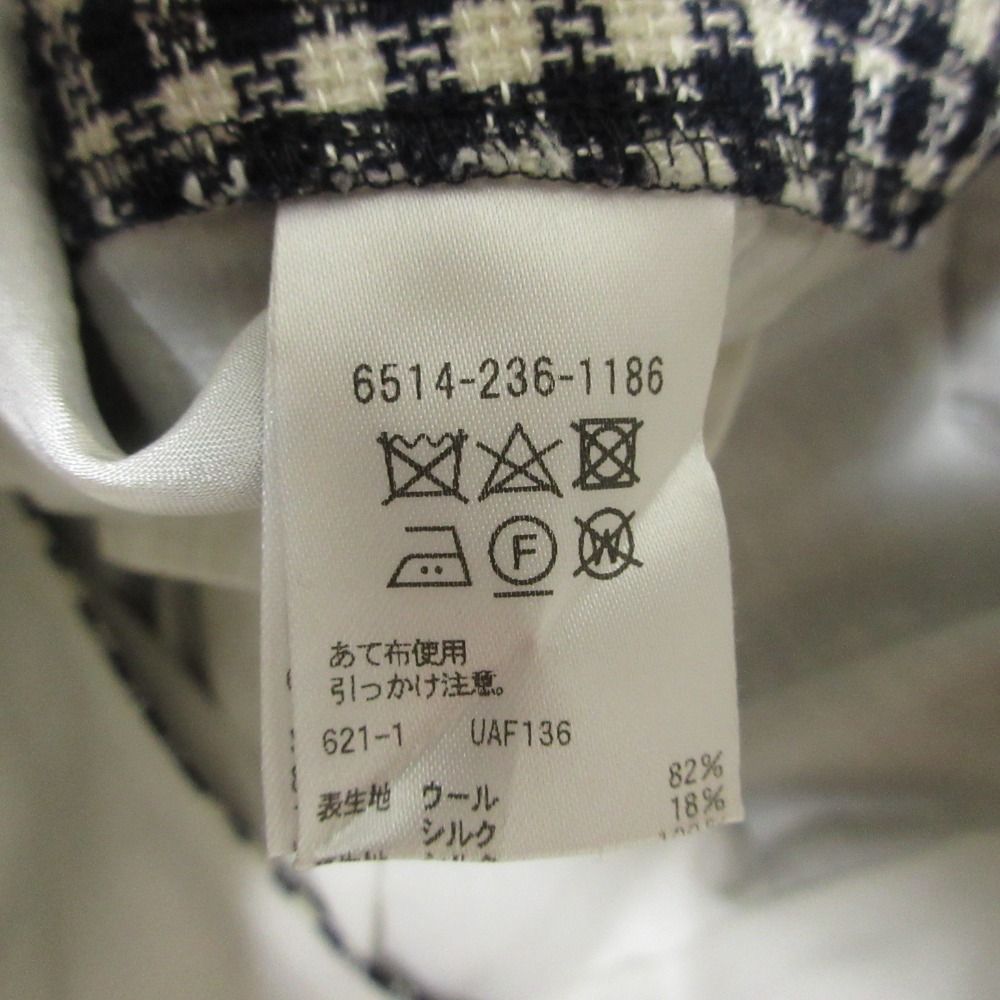 6514-236-1186
F W
あて布使用
引っかけ注意。
621-1 UAF136
表生地 ウール 82%
シルク 18%